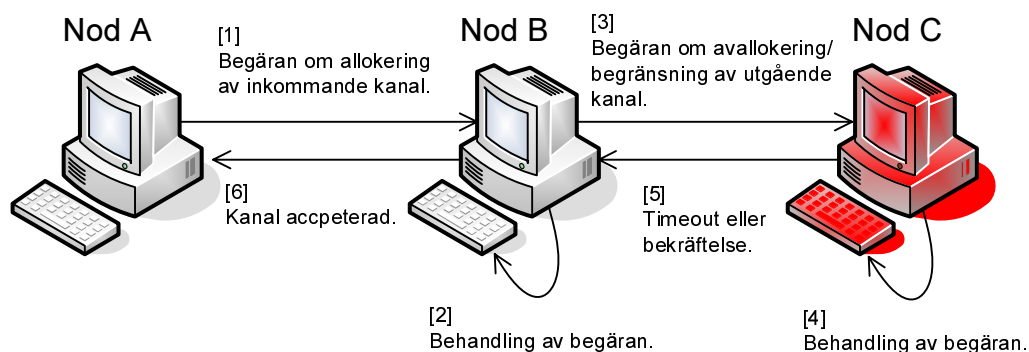 Nod A
Nod B
Nod C
[1]
Begäran om allokering
av inkommande kanal.
[3]
Begäran om avallokering/
begränsning av utgående
kanal.
[6]
Kanal accpeterad.
[5]
Timeout eller
bekräftelse.
[2]
Behandling av begäran.
[4]
Behandling av begäran.